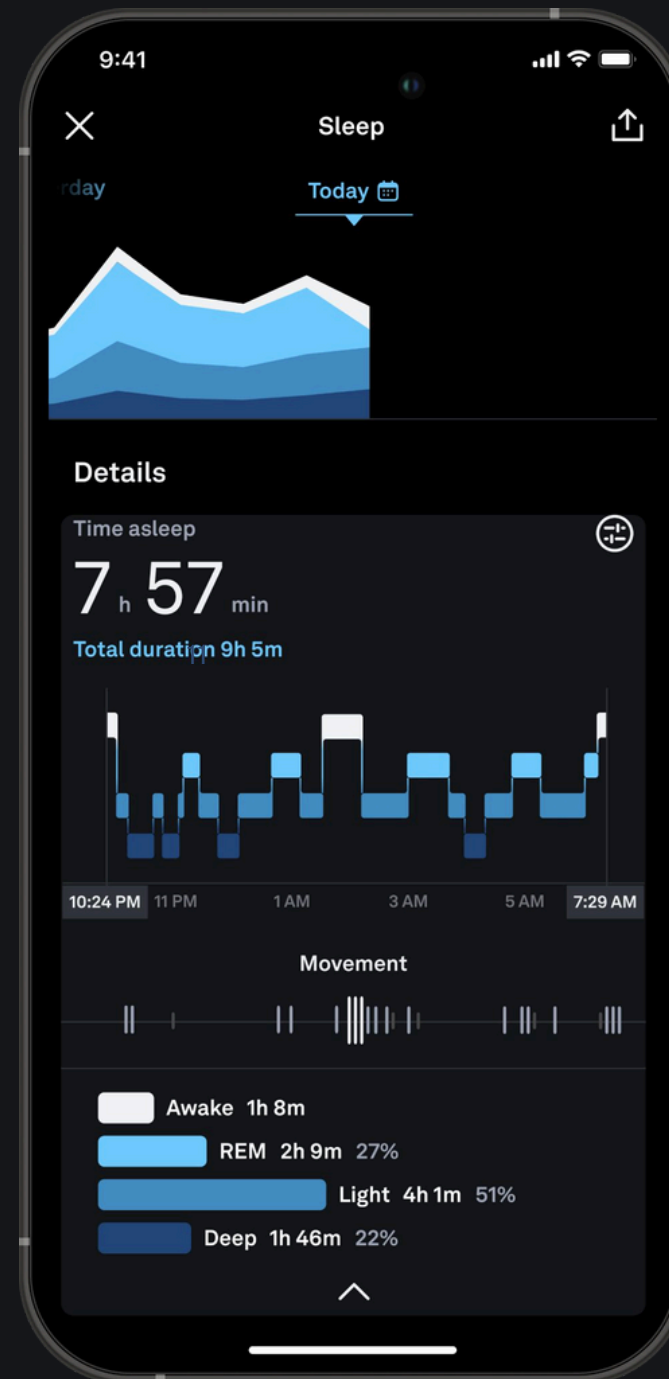 9:41
Sleep
rday
Today
Details
Time asleep
7 h 57 min
Total duration 9h 5m
10:24 PM 11 PM 1 AM 3 AM 5 AM 7:29 AM
Movement
Awake 1h 8m
REM 2h 9m 27%
Light 4h 1m 51%
Deep 1h 46m 22%